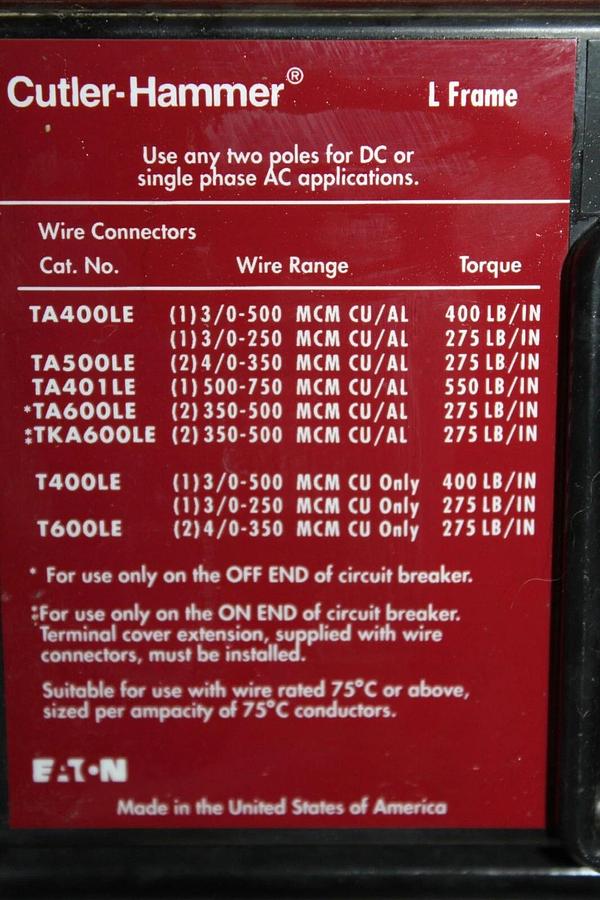 Cutler-Hammer® L Frame
Use any two poles for DC or
single phase AC applications.
Wire Connectors
Cat. No. Wire Range Torque
TA400LE (1) 3/0-500 MCM CU/AL 400 LB/IN
(1) 3/0-250 MCM CU/AL 275 LB/IN
TA500LE (2) 4/0-350 MCM CU/AL 275 LB/IN
TA401LE (1) 500-750 MCM CU/AL 550 LB/IN
*TA600LE (2) 350-500 MCM CU/AL 275 LB/IN
‡TKA600LE (2) 350-500 MCM CU/AL 275 LB/IN
T400LE (1) 3/0-500 MCM CU Only 400 LB/IN
(1) 3/0-250 MCM CU Only 275 LB/IN
T600LE (2) 4/0-350 MCM CU Only 275 LB/IN
* For use only on the OFF END of circuit breaker.
‡For use only on the ON END of circuit breaker.
Terminal cover extension, supplied with wire
connectors, must be installed.
Suitable for use with wire rated 75°C or above,
sized per ampacity of 75°C conductors.
EATON
Made in the United States of America